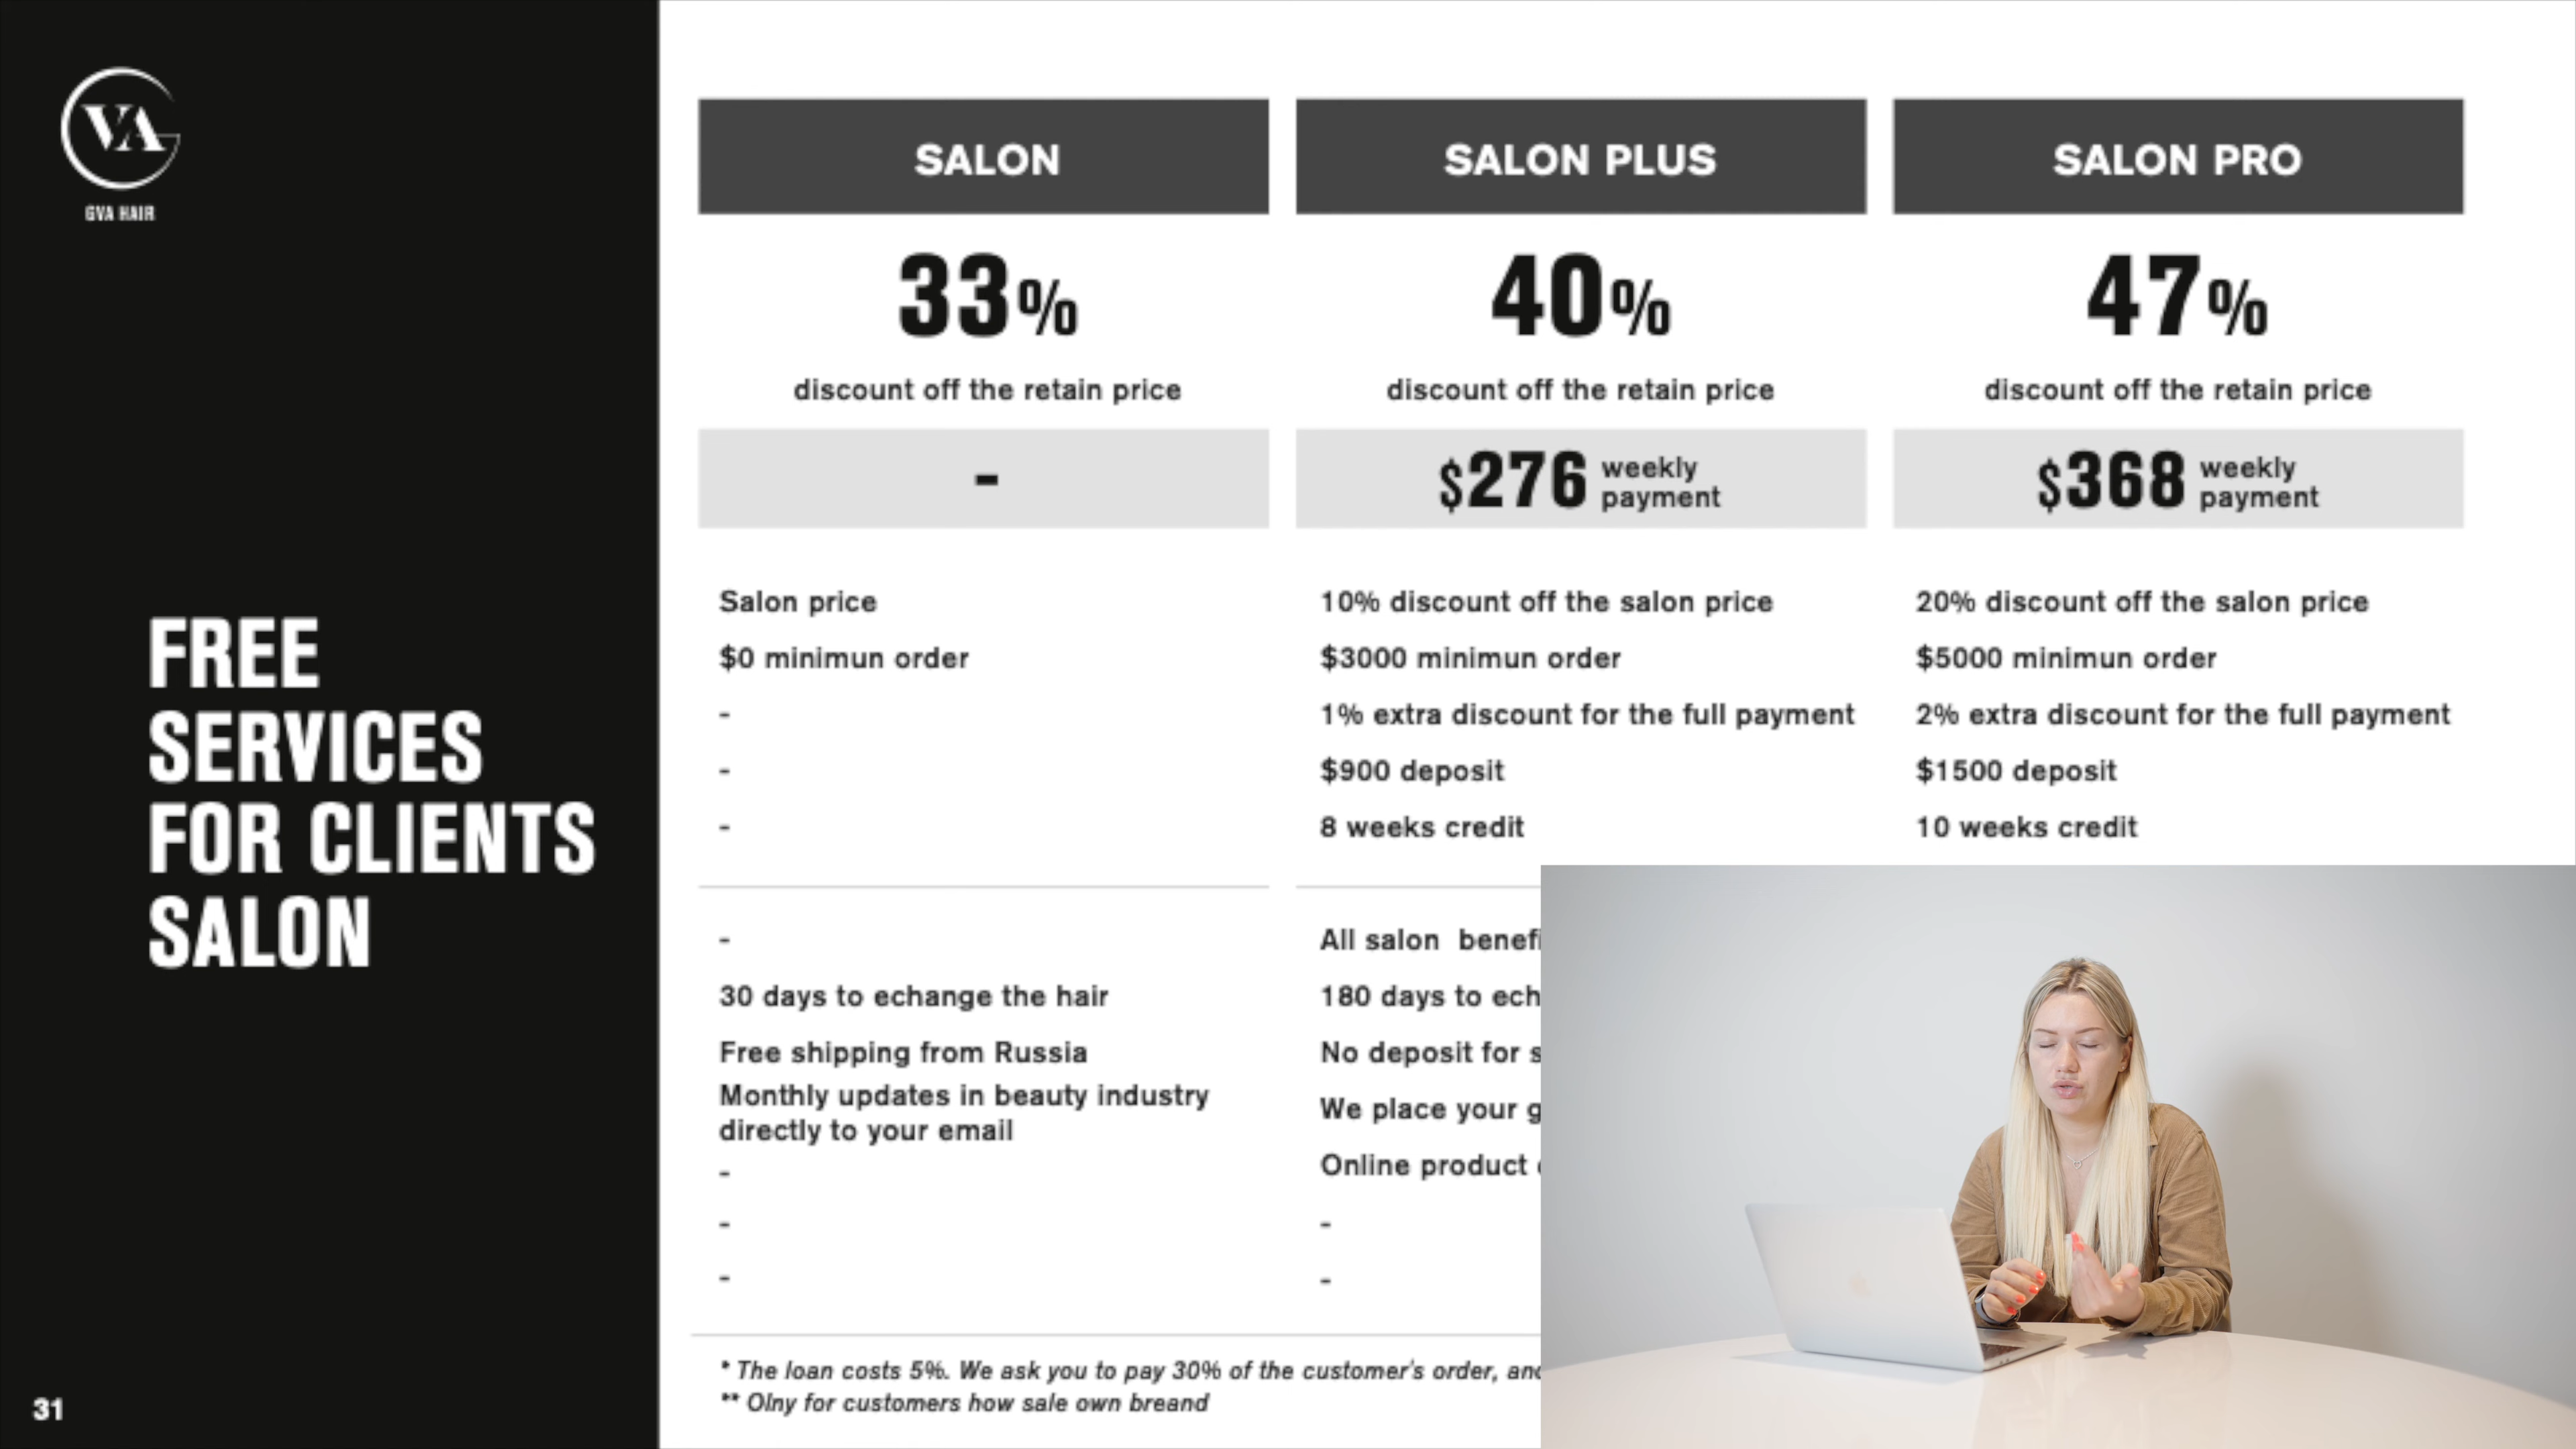 VA
GVA HAIR
FREE
SERVICES
FOR CLIENTS
SALON
31
SALON
33%
discount off the retain price
-
Salon price
$0 minimun order
-
-
-
-
30 days to echange the hair
Free shipping from Russia
Monthly updates in beauty industry
directly to your email
-
-
-
SALON PLUS
40%
discount off the retain price
$276 weekly
payment
10% discount off the salon price
$3000 minimun order
1% extra discount for the full payment
$900 deposit
8 weeks credit
All salon benefi
180 days to ech
No deposit for s
We place your g
Online product
-
-
SALON PRO
47%
discount off the retain price
$368 weekly
payment
20% discount off the salon price
$5000 minimun order
2% extra discount for the full payment
$1500 deposit
10 weeks credit
* The loan costs 5%. We ask you to pay 30% of the customer's order, and
** Olny for customers how sale own breand